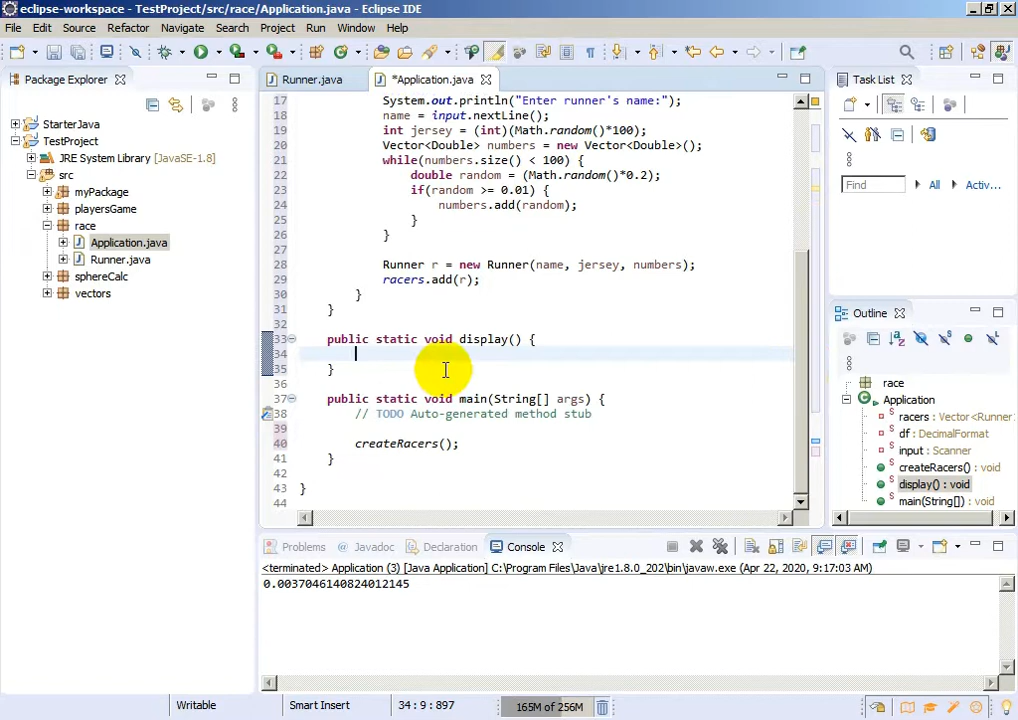 eclipse-workspace - TestProject/src/race/Application.java - Eclipse IDE
File Edit Source Refactor Navigate Search Project Run Window Help
Package Explorer
StarterJava
TestProject
JRE System Library [JavaSE-1.8]
src
myPackage
playersGame
race
Application.java
Runner.java
sphereCalc
vectors
Runner.java *Application.java
17 System.out.println("Enter runner's name:");
18 name = input.nextLine();
19 int jersey = (int)(Math.random()*100);
20 Vector<Double> numbers = new Vector<Double>();
21 while(numbers.size() < 100) {
22 double random = (Math.random()*0.2);
23 if(random >= 0.01) {
24 numbers.add(random);
25 }
26 }
27
28 Runner r = new Runner(name, jersey, numbers);
29 racers.add(r);
30 }
31 }
32
33 public static void display() {
34
35 }
36
37 public static void main(String[] args) {
38 // TODO Auto-generated method stub
39
40 createRacers();
41 }
42
43 }
44
Task List
Find All Activ...
Outline
race
Application
racers : Vector<Runner
df : DecimalFormat
input : Scanner
createRacers() : void
display() : void
main(String[]) : void
Problems Javadoc Declaration Console
<terminated> Application (3) [Java Application] C:\Program Files\Java\jre1.8.0_202\bin\javaw.exe (Apr 22, 2020, 9:17:03 AM)
0.0037046140824012145
Writable Smart Insert 34 : 9 : 897 165M of 256M